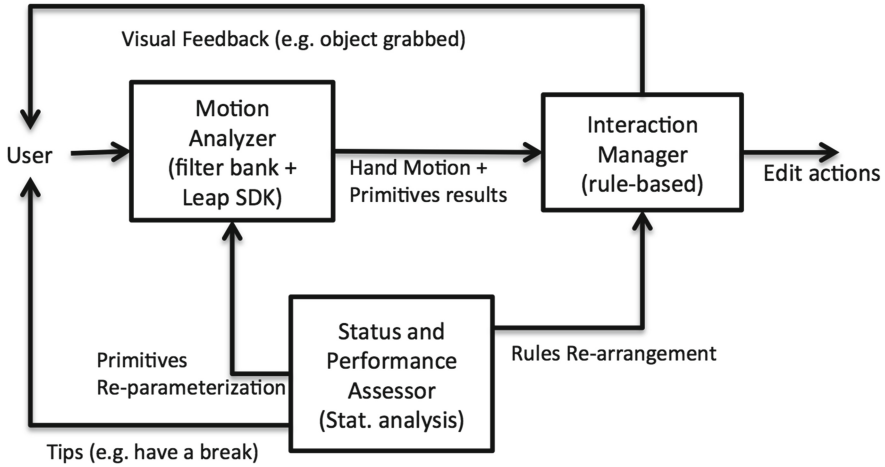 Visual Feedback (e.g. object grabbed)
User
Motion
Analyzer
(filter bank +
Leap SDK)
Hand Motion +
Primitives results
Interaction
Manager
(rule-based)
Edit actions
Status and
Performance
Assessor
(Stat. analysis)
Primitives
Re-parameterization
Rules Re-arrangement
Tips (e.g. have a break)